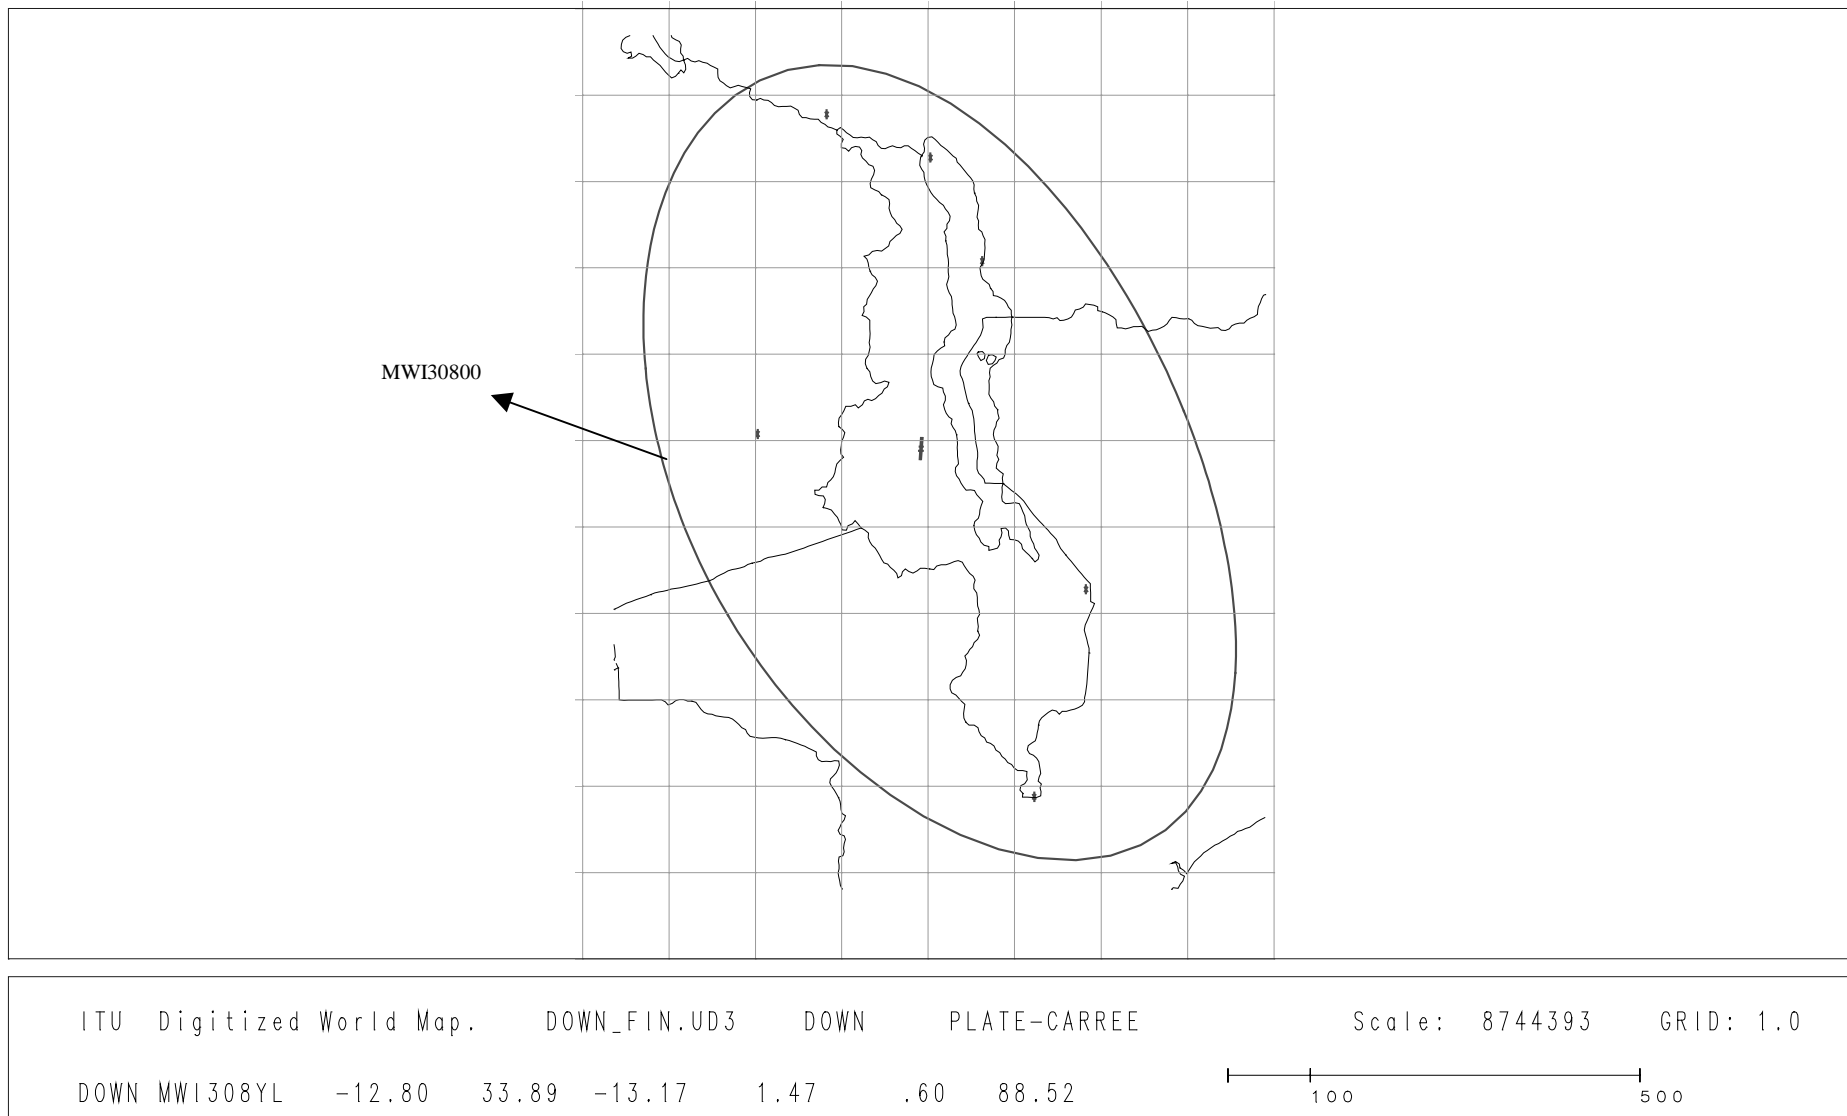 MWI30800
ITU Digitized World Map. DOWN_FIN.UD3 DOWN PLATE-CARREE Scale: 8744393 GRID: 1.0
DOWN MWI308YL -12.80 33.89 -13.17 1.47 .60 88.52
100 500